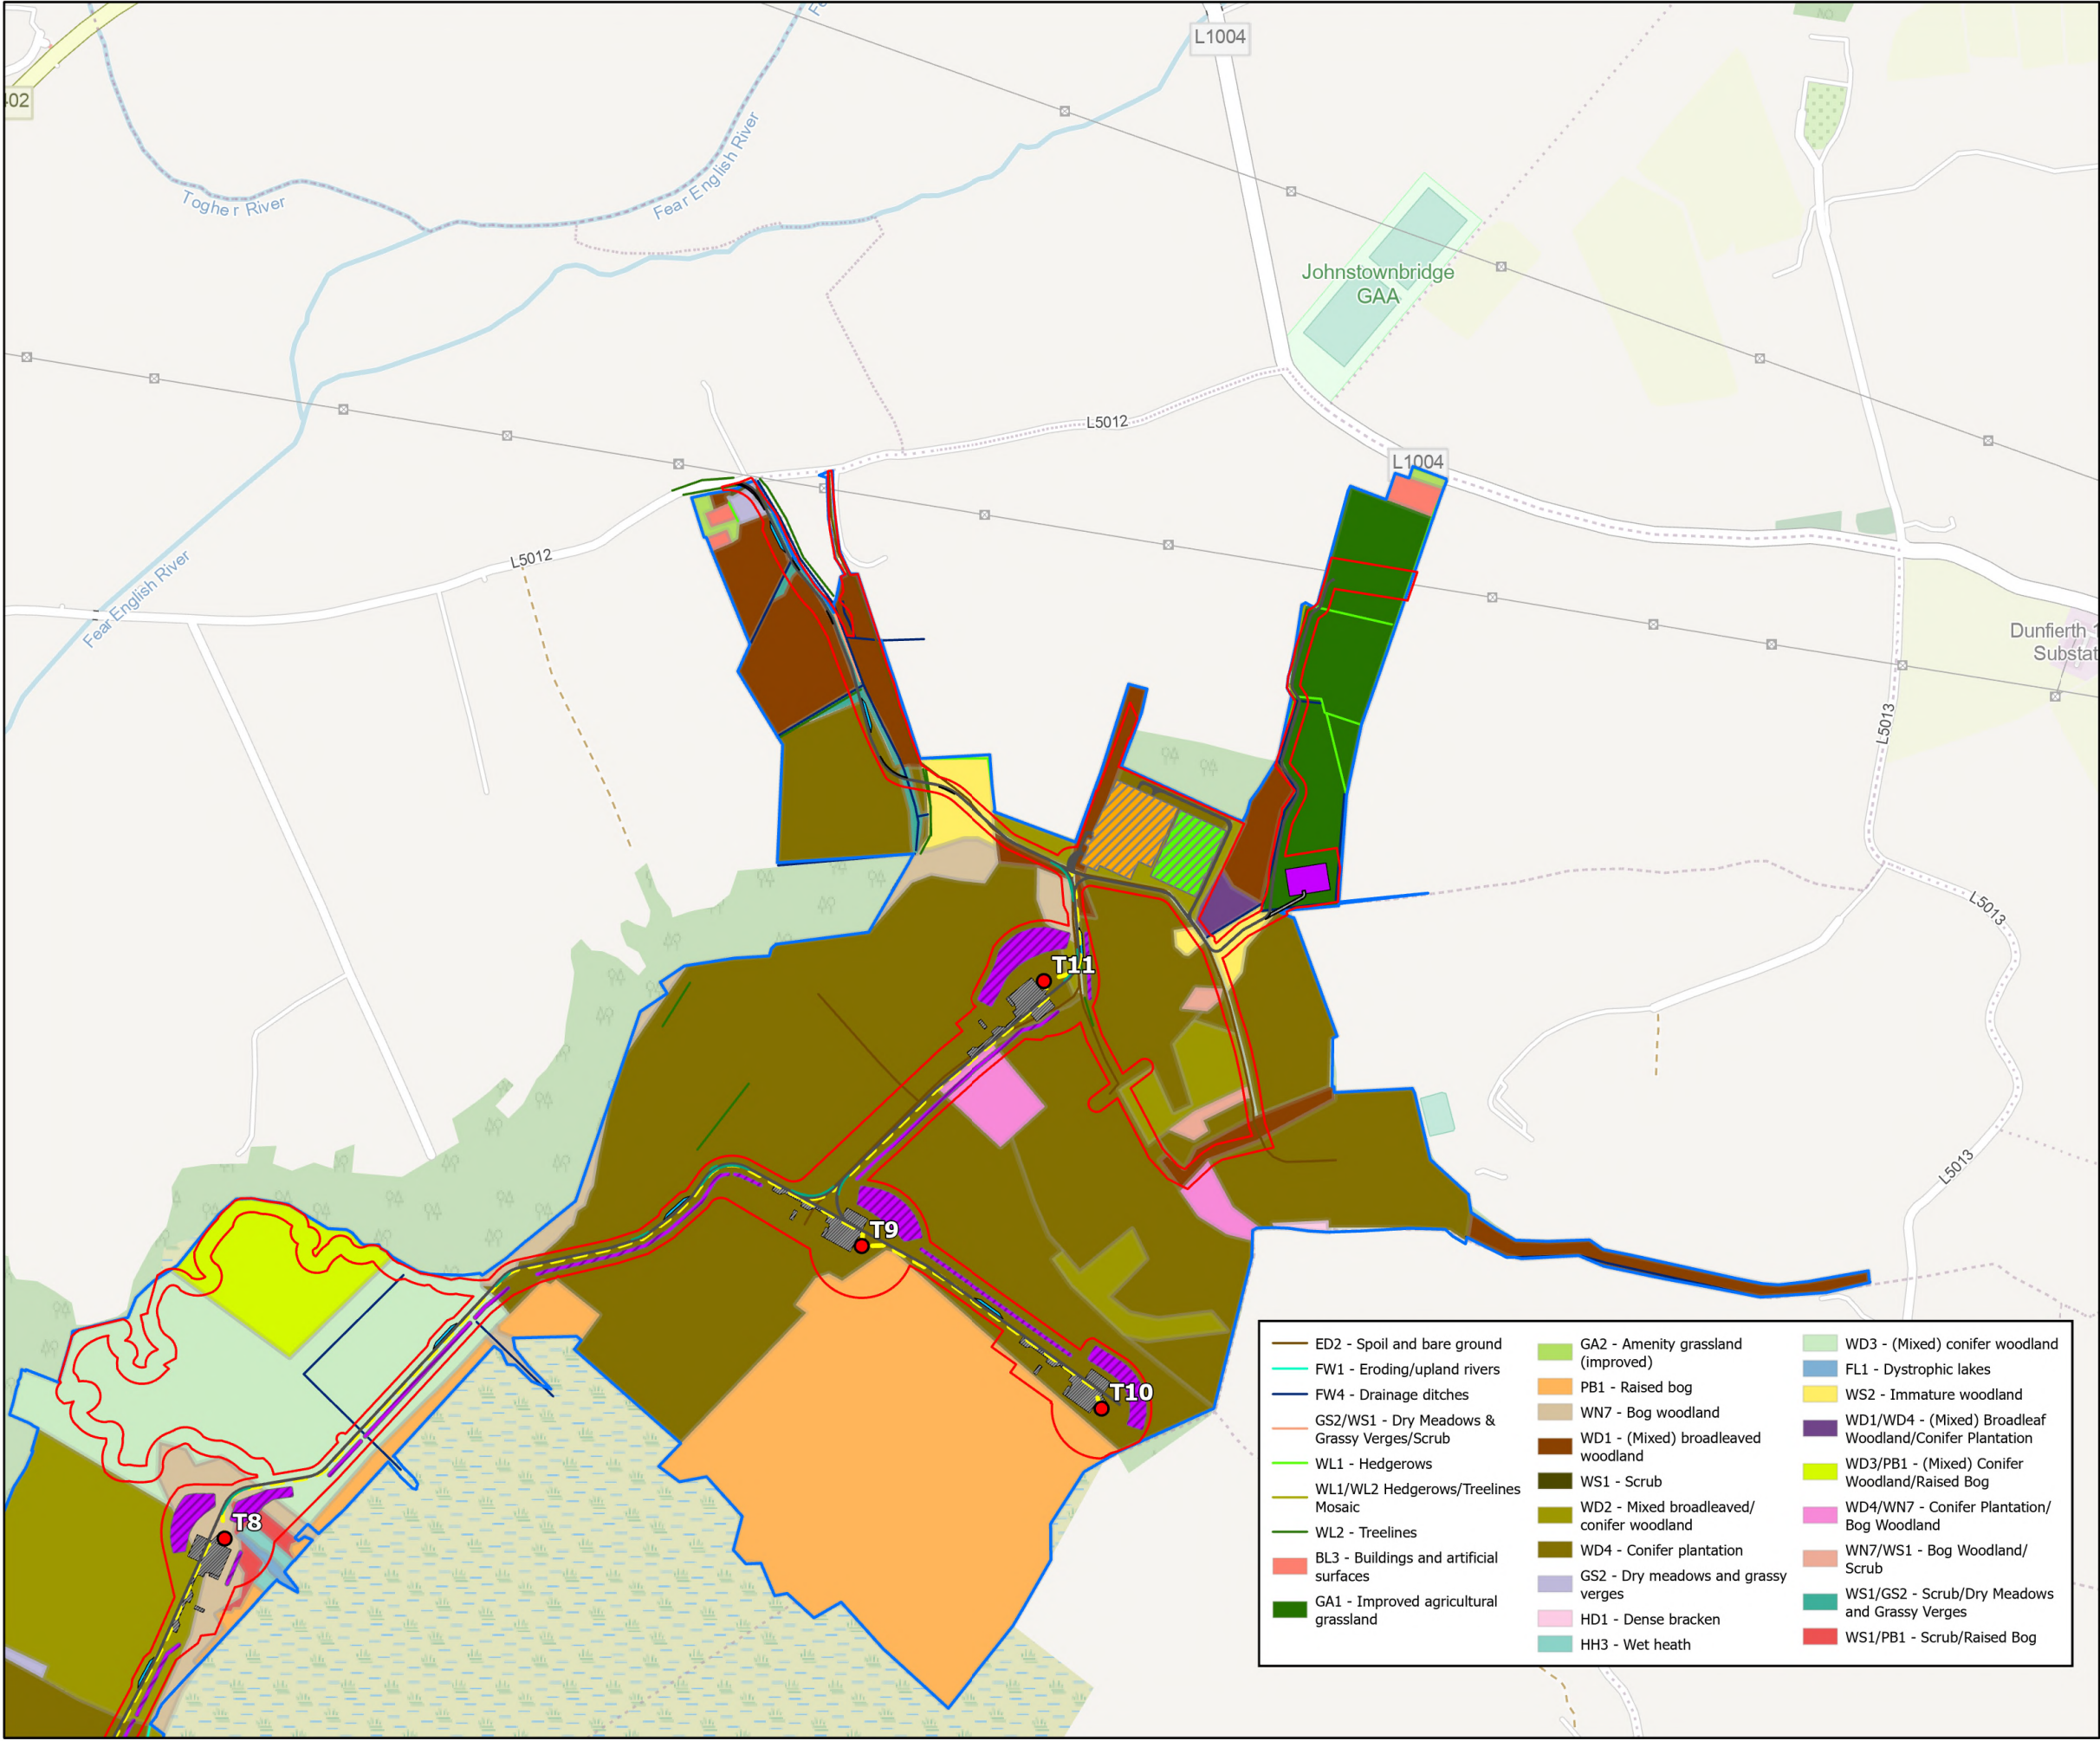 L1004
402
Fear English River
Togher River
Johnstownbridge
GAA
L5012
L1004
L5012
Fear English River
Dunfierth
Substat
L5013
L5013
L5013
T11
T9
T10
T8
ED2 - Spoil and bare ground
FW1 - Eroding/upland rivers
FW4 - Drainage ditches
GS2/WS1 - Dry Meadows &
Grassy Verges/Scrub
WL1 - Hedgerows
WL1/WL2 Hedgerows/Treelines
Mosaic
WL2 - Treelines
BL3 - Buildings and artificial
surfaces
GA1 - Improved agricultural
grassland
GA2 - Amenity grassland
(improved)
PB1 - Raised bog
WN7 - Bog woodland
WD1 - (Mixed) broadleaved
woodland
WS1 - Scrub
WD2 - Mixed broadleaved/
conifer woodland
WD4 - Conifer plantation
GS2 - Dry meadows and grassy
verges
HD1 - Dense bracken
HH3 - Wet heath
WD3 - (Mixed) conifer woodland
FL1 - Dystrophic lakes
WS2 - Immature woodland
WD1/WD4 - (Mixed) Broadleaf
Woodland/Conifer Plantation
WD3/PB1 - (Mixed) Conifer
Woodland/Raised Bog
WD4/WN7 - Conifer Plantation/
Bog Woodland
WN7/WS1 - Bog Woodland/
Scrub
WS1/GS2 - Scrub/Dry Meadows
and Grassy Verges
WS1/PB1 - Scrub/Raised Bog